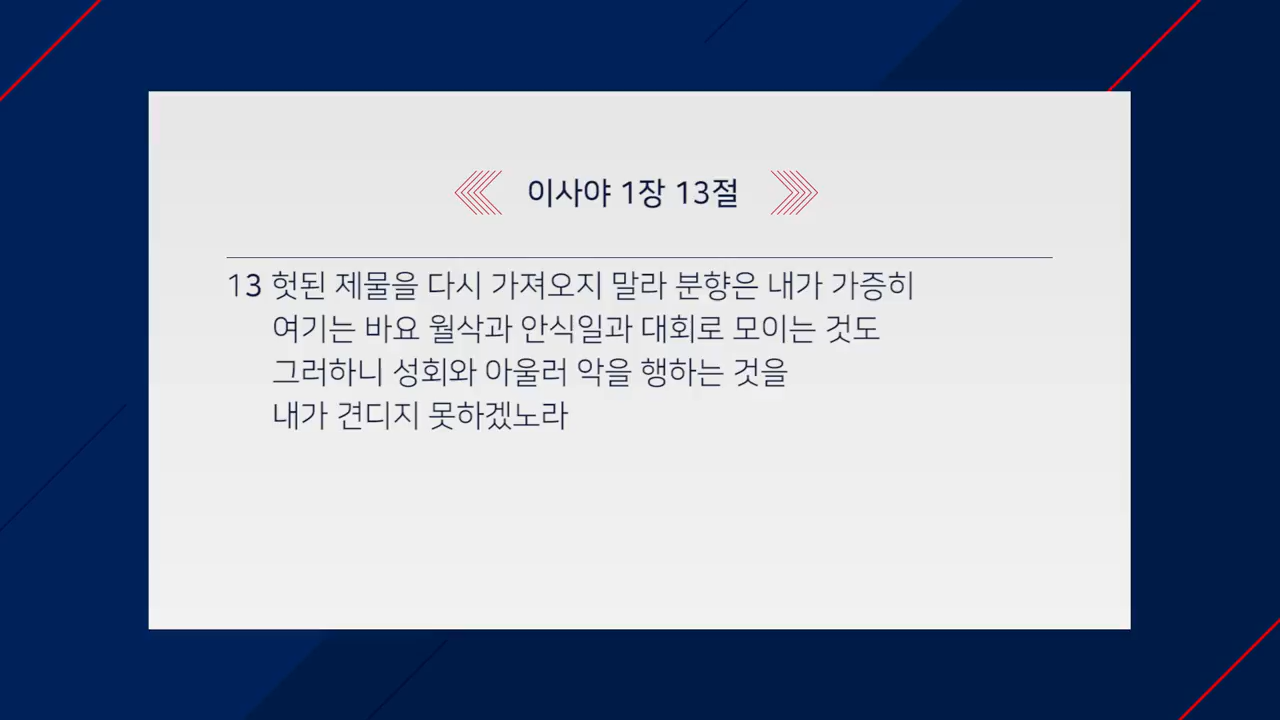 이사야 1장 13절
13 헛된 제물을 다시 가져오지 말라 분향은 내가 가증히
여기는 바요 월삭과 안식일과 대회로 모이는 것도
그러하니 성회와 아울러 악을 행하는 것을
내가 견디지 못하겠노라